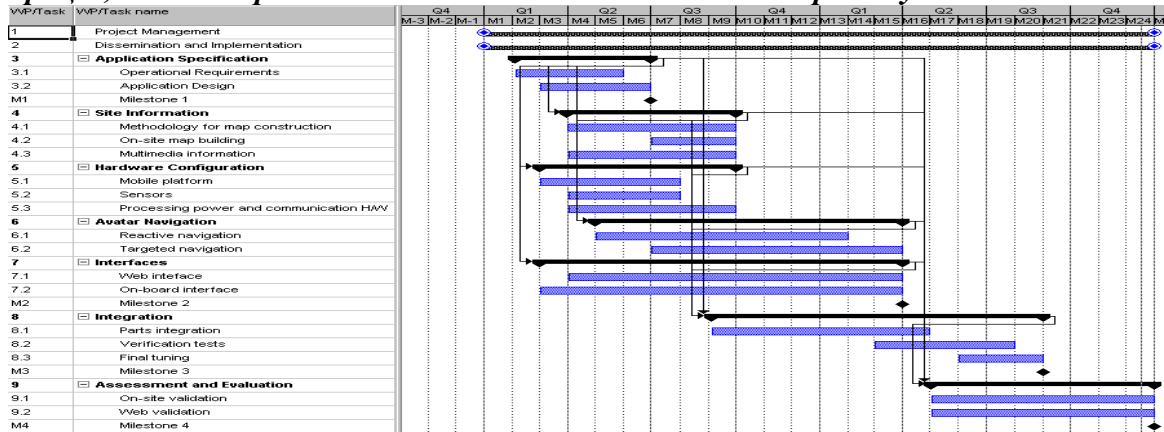 WP/Task WP/Task name Q4 Q1 Q2 Q3 Q4 Q1 Q2 Q3 Q4
M-3 M-2 M-1 M1 M2 M3 M4 M5 M6 M7 M8 M9 M10 M11 M12 M13 M14 M15 M16 M17 M18 M19 M20 M21 M22 M23 M24 M
1 Project Management
2 Dissemination and Implementation
3 Application Specification
3.1 Operational Requirements
3.2 Application Design
M1 Milestone 1
4 Site Information
4.1 Methodology for map construction
4.2 On-site map building
4.3 Multimedia information
5 Hardware Configuration
5.1 Mobile platform
5.2 Sensors
5.3 Processing power and communication H/W
6 Avatar Navigation
6.1 Reactive navigation
6.2 Targeted navigation
7 Interfaces
7.1 Web inteface
7.2 On-board interface
M2 Milestone 2
8 Integration
8.1 Parts integration
8.2 Verification tests
8.3 Final tuning
M3 Milestone 3
9 Assessment and Evaluation
9.1 On-site validation
9.2 Web validation
M4 Milestone 4